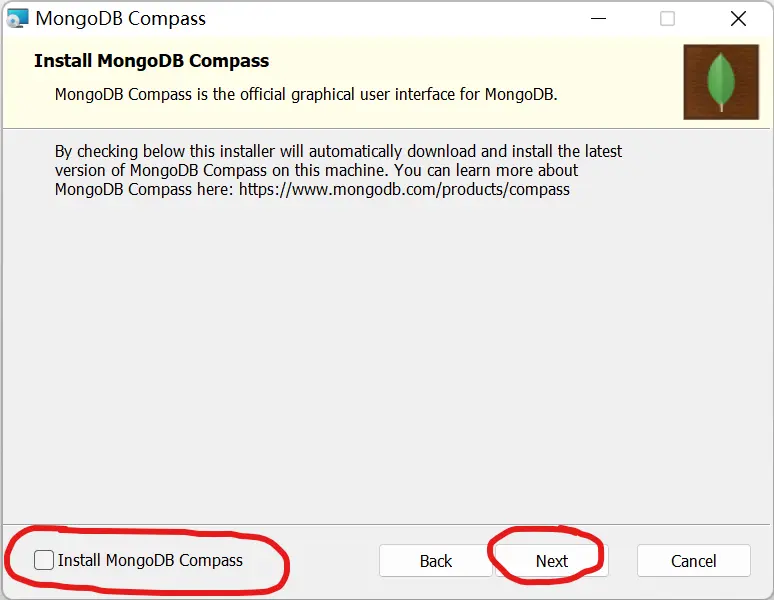 MongoDB Compass
Install MongoDB Compass
MongoDB Compass is the official graphical user interface for MongoDB.
By checking below this installer will automatically download and install the latest
version of MongoDB Compass on this machine. You can learn more about
MongoDB Compass here: https://www.mongodb.com/products/compass
Install MongoDB Compass Back Next Cancel